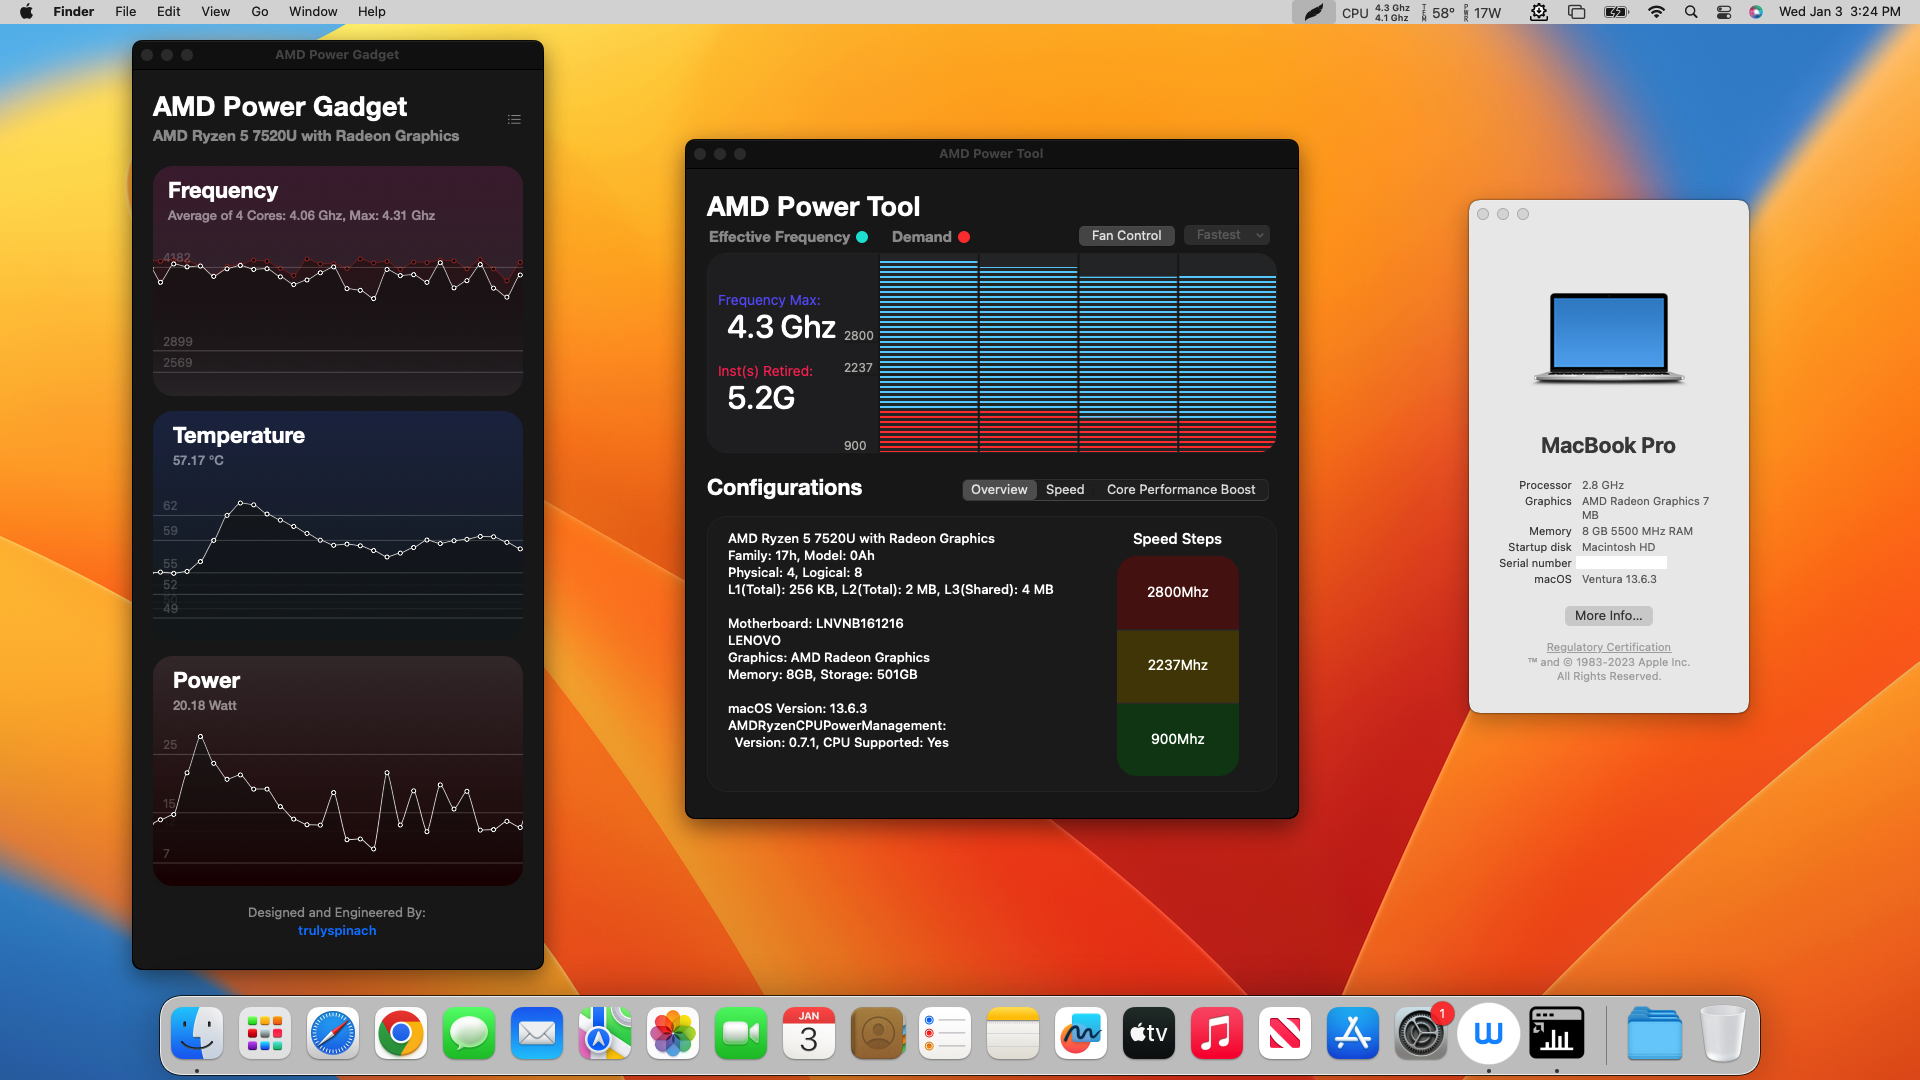 Finder File Edit View Go Window Help
CPU 4.3 Ghz 4.1 Ghz 58° 17W Wed Jan 3 3:24 PM
AMD Power Gadget
AMD Power Gadget
AMD Ryzen 5 7520U with Radeon Graphics
Frequency
Average of 4 Cores: 4.06 Ghz, Max: 4.31 Ghz
4182
2899
2569
Temperature
57.17 °C
62
59
55
52
49
Power
20.18 Watt
25
15
7
Designed and Engineered By:
trulyspinach
AMD Power Tool
AMD Power Tool
Effective Frequency Demand Fan Control Fastest
Frequency Max:
4.3 Ghz
2800
2237
Inst(s) Retired:
5.2G
900
Configurations
Overview Speed Core Performance Boost
AMD Ryzen 5 7520U with Radeon Graphics
Family: 17h, Model: 0Ah
Physical: 4, Logical: 8
L1(Total): 256 KB, L2(Total): 2 MB, L3(Shared): 4 MB
Motherboard: LNVNB161216
LENOVO
Graphics: AMD Radeon Graphics
Memory: 8GB, Storage: 501GB
macOS Version: 13.6.3
AMDRyzenCPUPowerManagement:
Version: 0.7.1, CPU Supported: Yes
Speed Steps
2800Mhz
2237Mhz
900Mhz
MacBook Pro
Processor 2.8 GHz
Graphics AMD Radeon Graphics 7
MB
Memory 8 GB 5500 MHz RAM
Startup disk Macintosh HD
Serial number
macOS Ventura 13.6.3
More Info...
Regulatory Certification
™ and © 1983-2023 Apple Inc.
All Rights Reserved.
JAN
3
tv
1
W